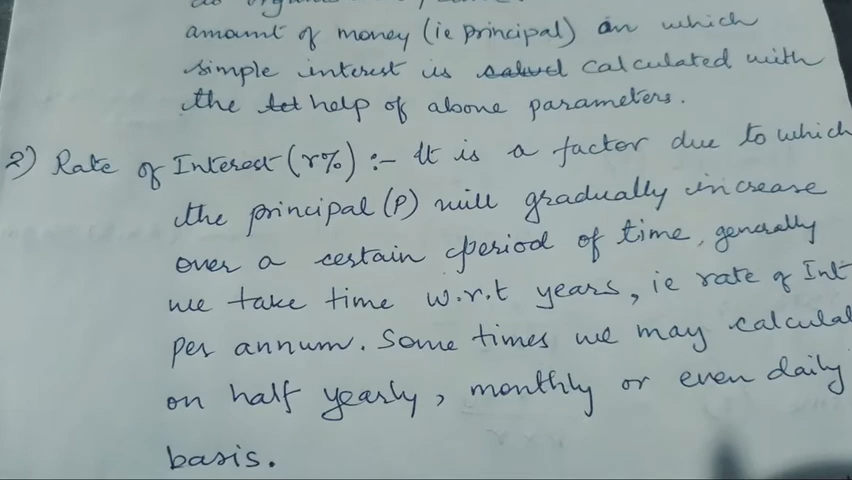 amount of money (ie principal) on which
simple interest is calculated with
the help of above parameters.
2) Rate of Interest (r%) :- It is a factor due to which
the principal (P) will gradually increase
over a certain period of time, generally
we take time w.r.t years, ie rate of Int
per annum. Some times we may calculat
on half yearly, monthly or even daily
basis.